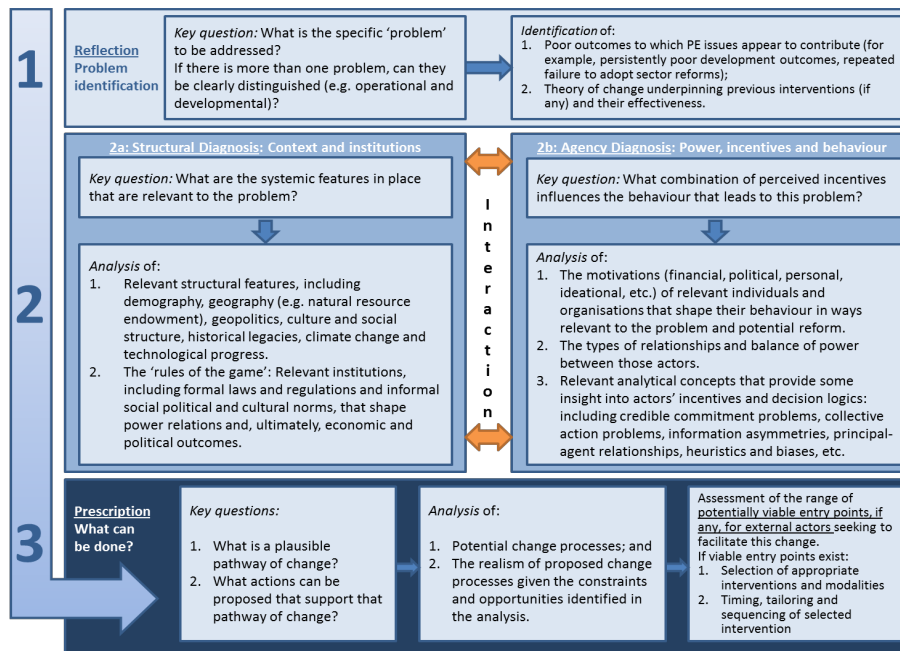 1
Reflection
Problem
identification
Key question: What is the specific ‘problem’
to be addressed?
If there is more than one problem, can they
be clearly distinguished (e.g. operational and
developmental)?
Identification of:
1. Poor outcomes to which PE issues appear to contribute (for
example, persistently poor development outcomes, repeated
failure to adopt sector reforms);
2. Theory of change underpinning previous interventions (if
any) and their effectiveness.
2
2a: Structural Diagnosis: Context and institutions
Key question: What are the systemic features in place
that are relevant to the problem?
Analysis of:
1. Relevant structural features, including
demography, geography (e.g. natural resource
endowment), geopolitics, culture and social
structure, historical legacies, climate change and
technological progress.
2. The ‘rules of the game’: Relevant institutions,
including formal laws and regulations and informal
social political and cultural norms, that shape
power relations and, ultimately, economic and
political outcomes.
Interaction
2b: Agency Diagnosis: Power, incentives and behaviour
Key question: What combination of perceived incentives
influences the behaviour that leads to this problem?
Analysis of:
1. The motivations (financial, political, personal,
ideational, etc.) of relevant individuals and
organisations that shape their behaviour in ways
relevant to the problem and potential reform.
2. The types of relationships and balance of power
between those actors.
3. Relevant analytical concepts that provide some
insight into actors’ incentives and decision logics:
including credible commitment problems, collective
action problems, information asymmetries, principal-
agent relationships, heuristics and biases, etc.
3
Prescription
What can
be done?
Key questions:
1. What is a plausible
pathway of change?
2. What actions can be
proposed that support that
pathway of change?
Analysis of:
1. Potential change processes; and
2. The realism of proposed change
processes given the constraints
and opportunities identified in
the analysis.
Assessment of the range of
potentially viable entry points, if
any, for external actors seeking to
facilitate this change.
If viable entry points exist:
1. Selection of appropriate
interventions and modalities
2. Timing, tailoring and
sequencing of selected
intervention